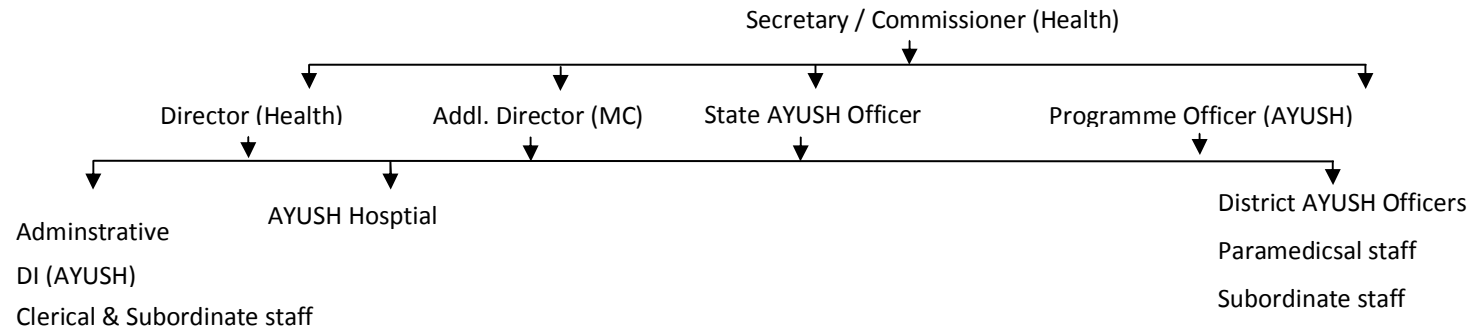 Secretary / Commissioner (Health)
Director (Health)
Addl. Director (MC)
State AYUSH Officer
Programme Officer (AYUSH)
Adminstrative
DI (AYUSH)
Clerical & Subordinate staff
AYUSH Hosptial
District AYUSH Officers
Paramedicsal staff
Subordinate staff